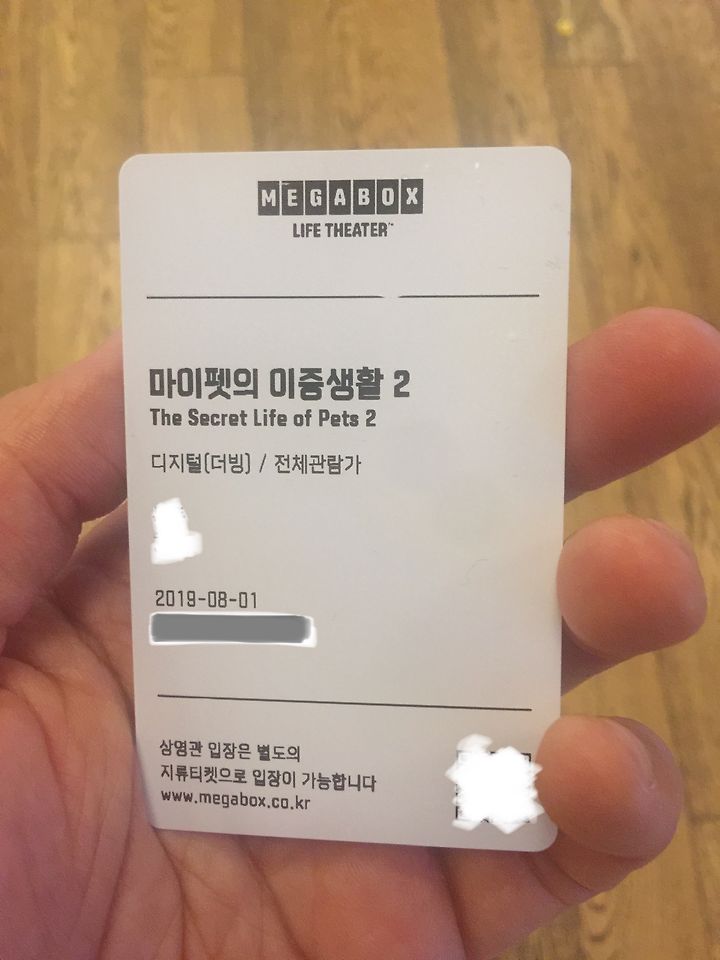 MEGABOX
LIFE THEATER™
마이펫의 이중생활 2
The Secret Life of Pets 2
디지털(더빙) / 전체관람가
2019-08-01
상영관 입장은 별도의
지류티켓으로 입장이 가능합니다
www.megabox.co.kr